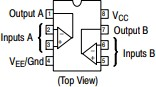 Output A 1 8 VCC
2 7 Output B
Inputs A
3 6
Inputs B
VEE/Gnd 4 5
(Top View)